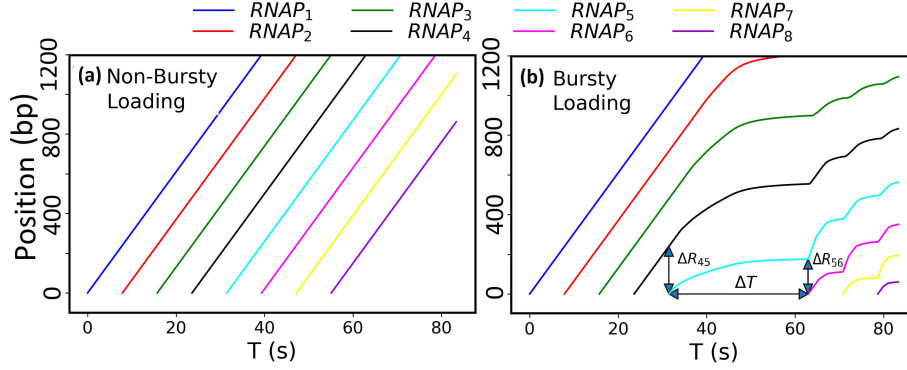 RNAP₁ RNAP₃ RNAP₅ RNAP₇
RNAP₂ RNAP₄ RNAP₆ RNAP₈
(a) Non-Bursty
Loading
Position (bp)
1200
800
400
0
0 20 40 60 80
T (s)
(b) Bursty
Loading
1200
800
400
0
ΔR₄₅
ΔR₅₆
ΔT
0 20 40 60 80
T (s)